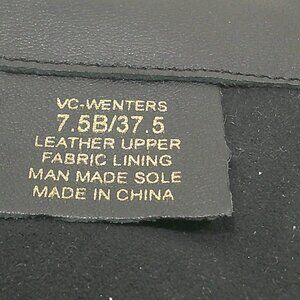 VC-WENTERS
7.5B/37.5
LEATHER UPPER
FABRIC LINING
MAN MADE SOLE
MADE IN CHINA